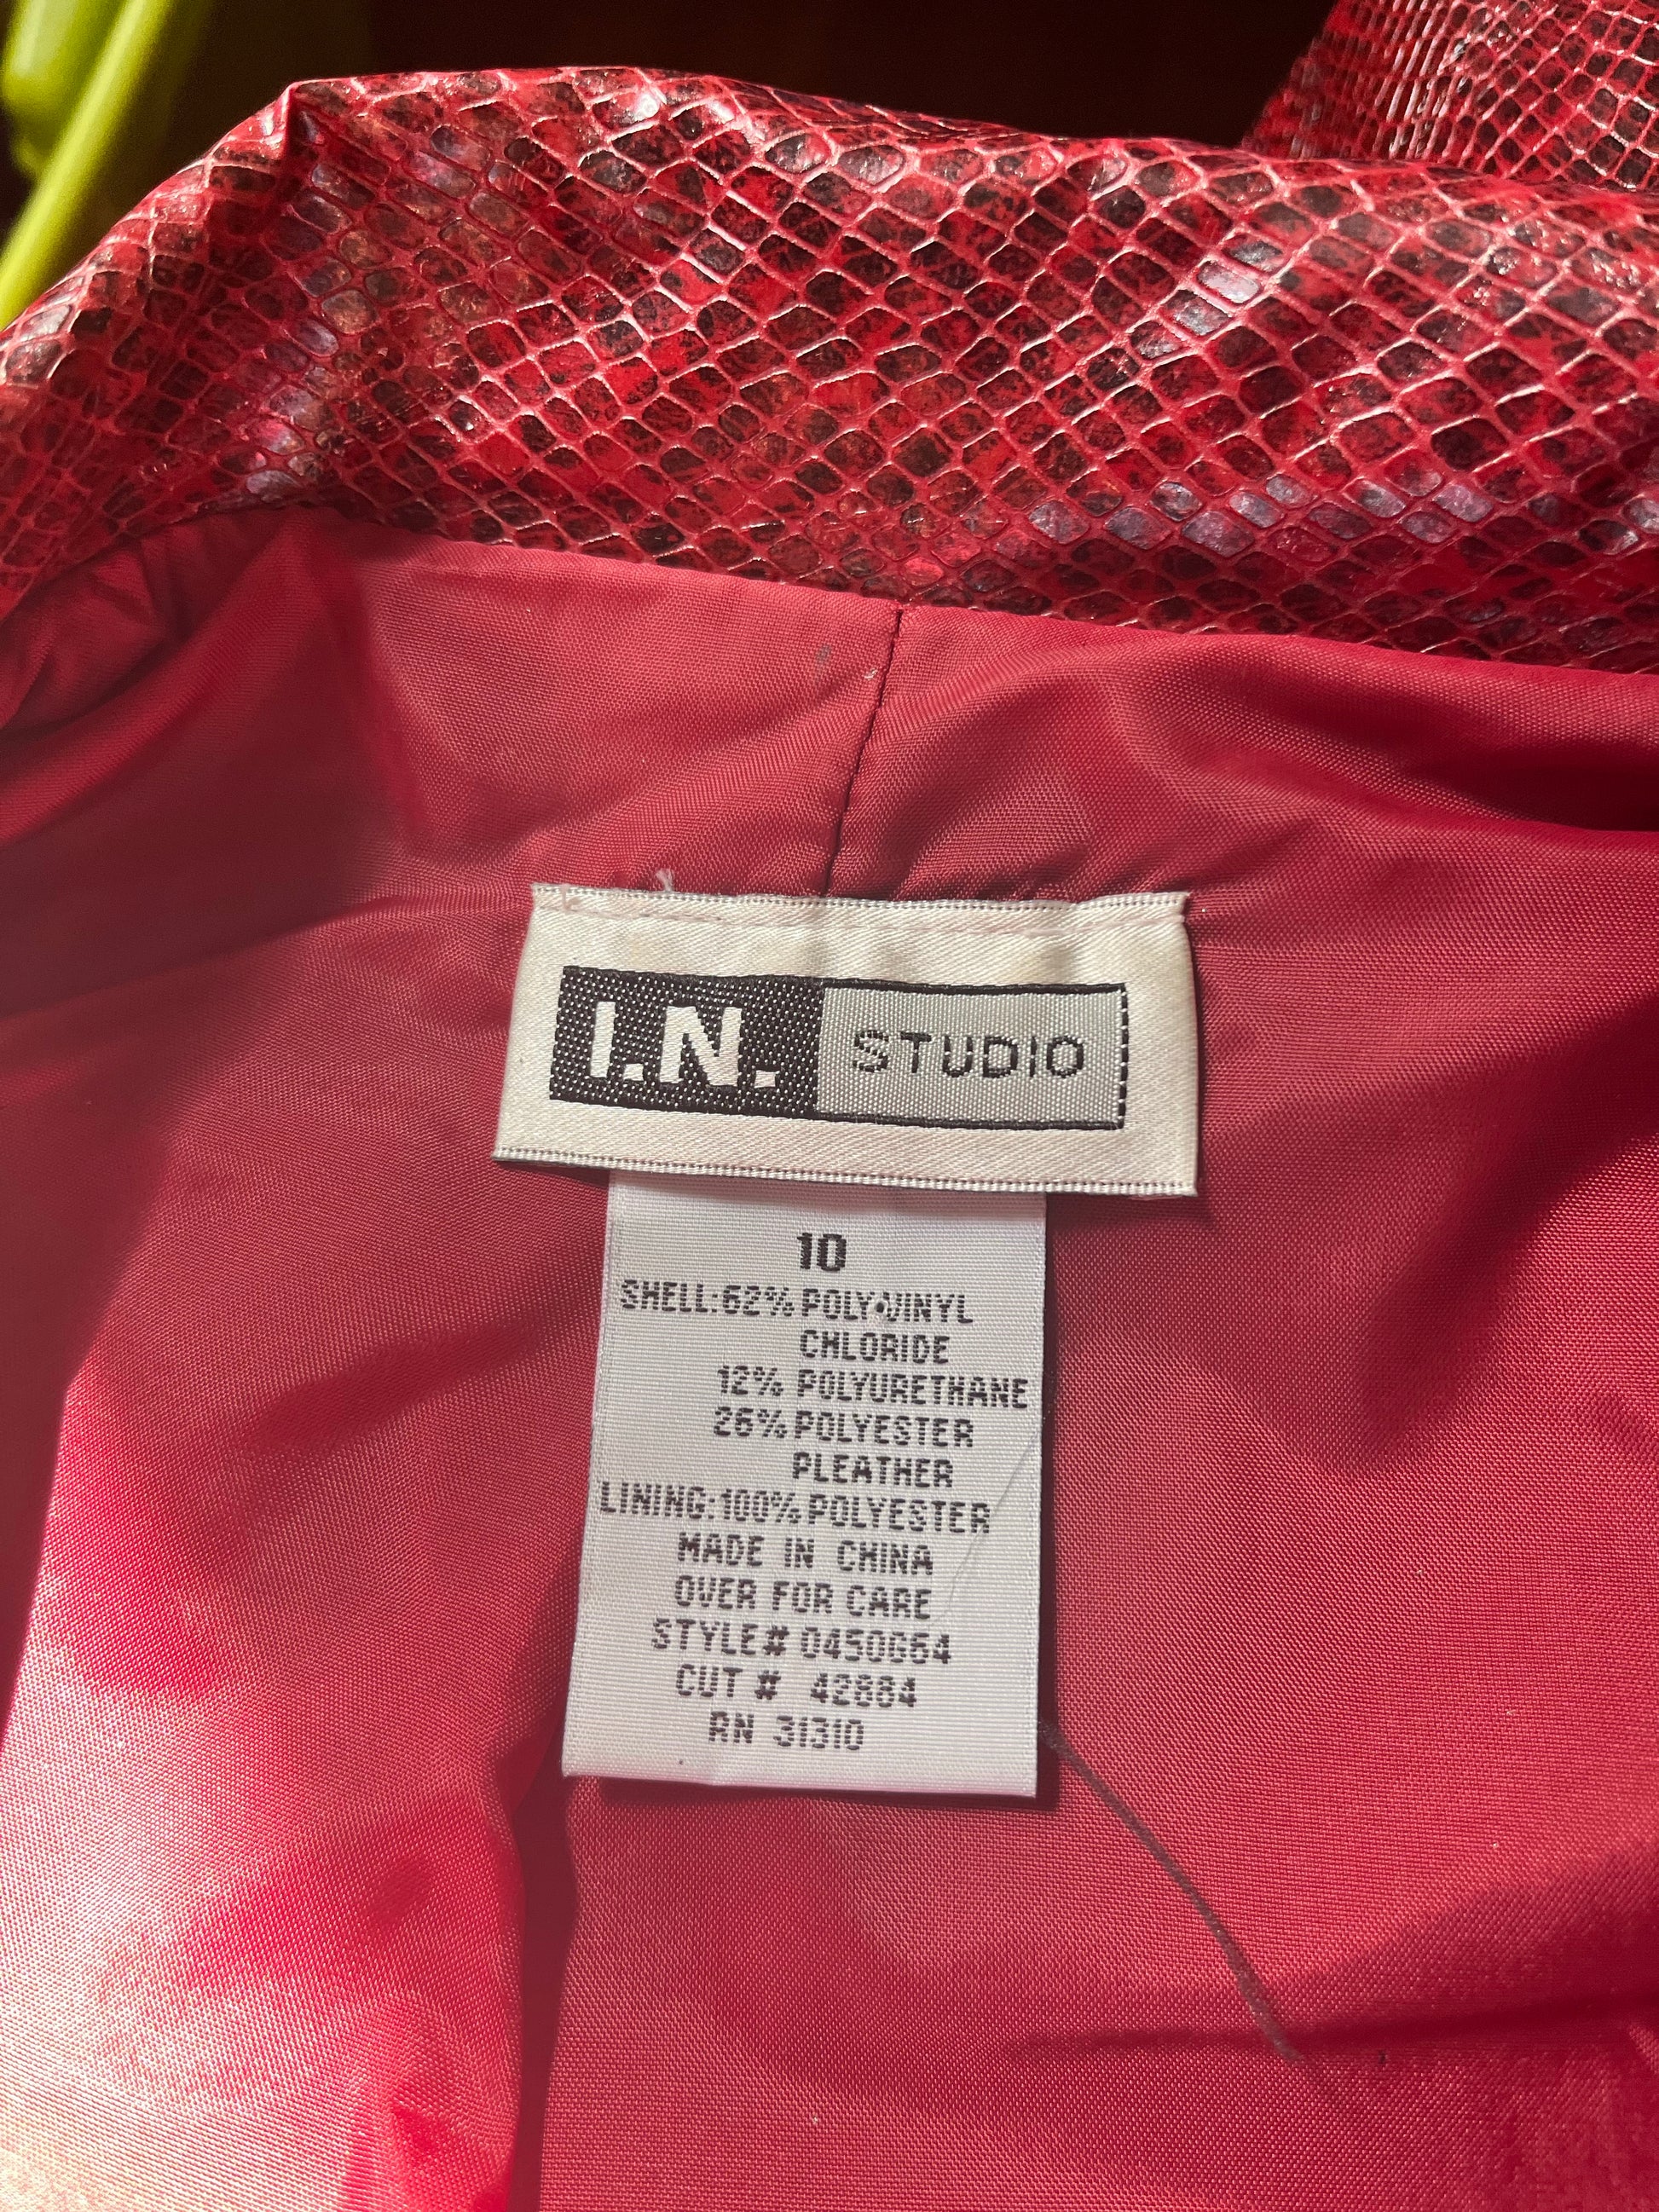 I.N. STUDIO
10
SHELL: 62% POLY VINYL
CHLORIDE
12% POLYURETHANE
26% POLYESTER
PLEATHER
LINING: 100% POLYESTER
MADE IN CHINA
OVER FOR CARE
STYLE# 0450664
CUT # 42884
RN 31310